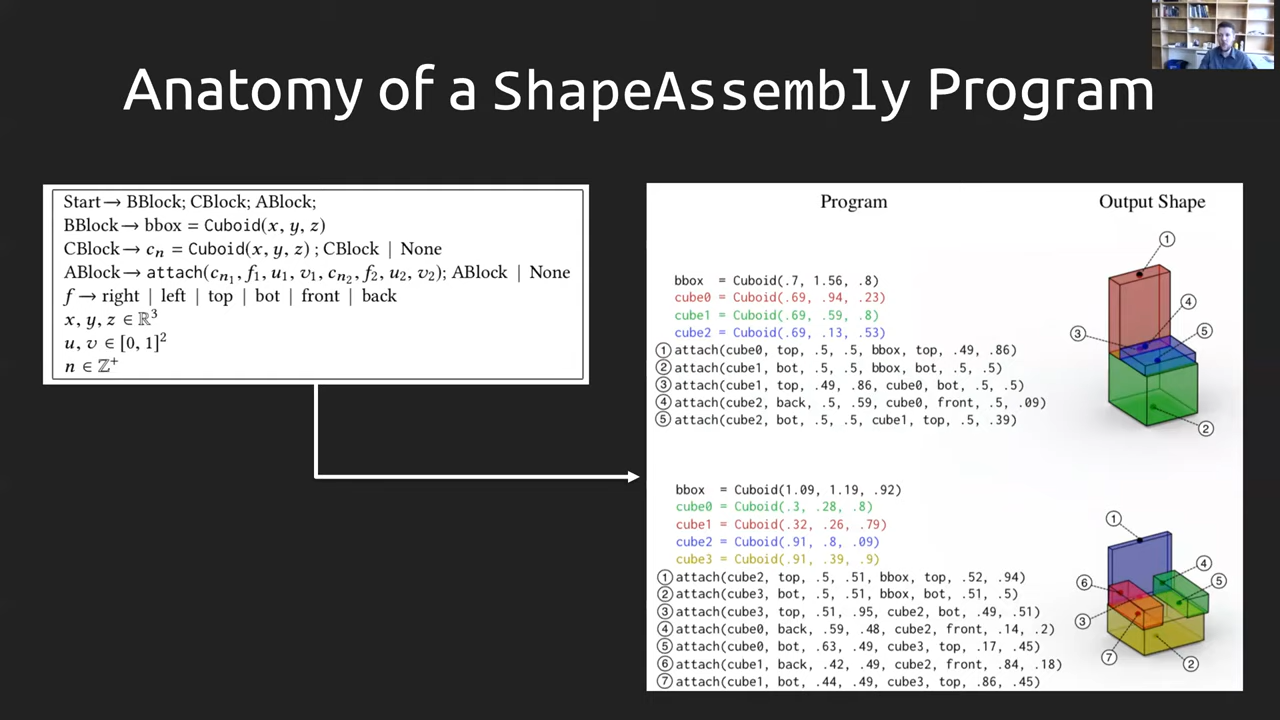 Anatomy of a ShapeAssembly Program
Start → BBlock; CBlock; ABlock;
BBlock → bbox = Cuboid(x, y, z)
CBlock → cₙ = Cuboid(x, y, z) ; CBlock | None
ABlock → attach(cₙ₁, f₁, u₁, v₁, cₙ₂, f₂, u₂, v₂); ABlock | None
f → right | left | top | bot | front | back
x, y, z ∈ ℝ³
u, v ∈ [0, 1]²
n ∈ ℤ⁺
Program
Output Shape
bbox = Cuboid(.7, 1.56, .8)
cube0 = Cuboid(.69, .94, .23)
cube1 = Cuboid(.69, .59, .8)
cube2 = Cuboid(.69, .13, .53)
① attach(cube0, top, .5, .5, bbox, top, .49, .86)
② attach(cube1, bot, .5, .5, bbox, bot, .5, .5)
③ attach(cube1, top, .49, .86, cube0, bot, .5, .5)
④ attach(cube2, back, .5, .59, cube0, front, .5, .09)
⑤ attach(cube2, bot, .5, .5, cube1, top, .5, .39)
①
④
③
⑤
②
bbox = Cuboid(1.09, 1.19, .92)
cube0 = Cuboid(.3, .28, .8)
cube1 = Cuboid(.32, .26, .79)
cube2 = Cuboid(.91, .8, .09)
cube3 = Cuboid(.91, .39, .9)
① attach(cube2, top, .5, .51, bbox, top, .52, .94)
② attach(cube3, bot, .5, .51, bbox, bot, .51, .5)
③ attach(cube3, top, .51, .95, cube2, bot, .49, .51)
④ attach(cube0, back, .59, .48, cube2, front, .14, .2)
⑤ attach(cube0, bot, .63, .49, cube3, top, .17, .45)
⑥ attach(cube1, back, .42, .49, cube2, front, .84, .18)
⑦ attach(cube1, bot, .44, .49, cube3, top, .86, .45)
①
④
⑥
⑤
③
⑦
②